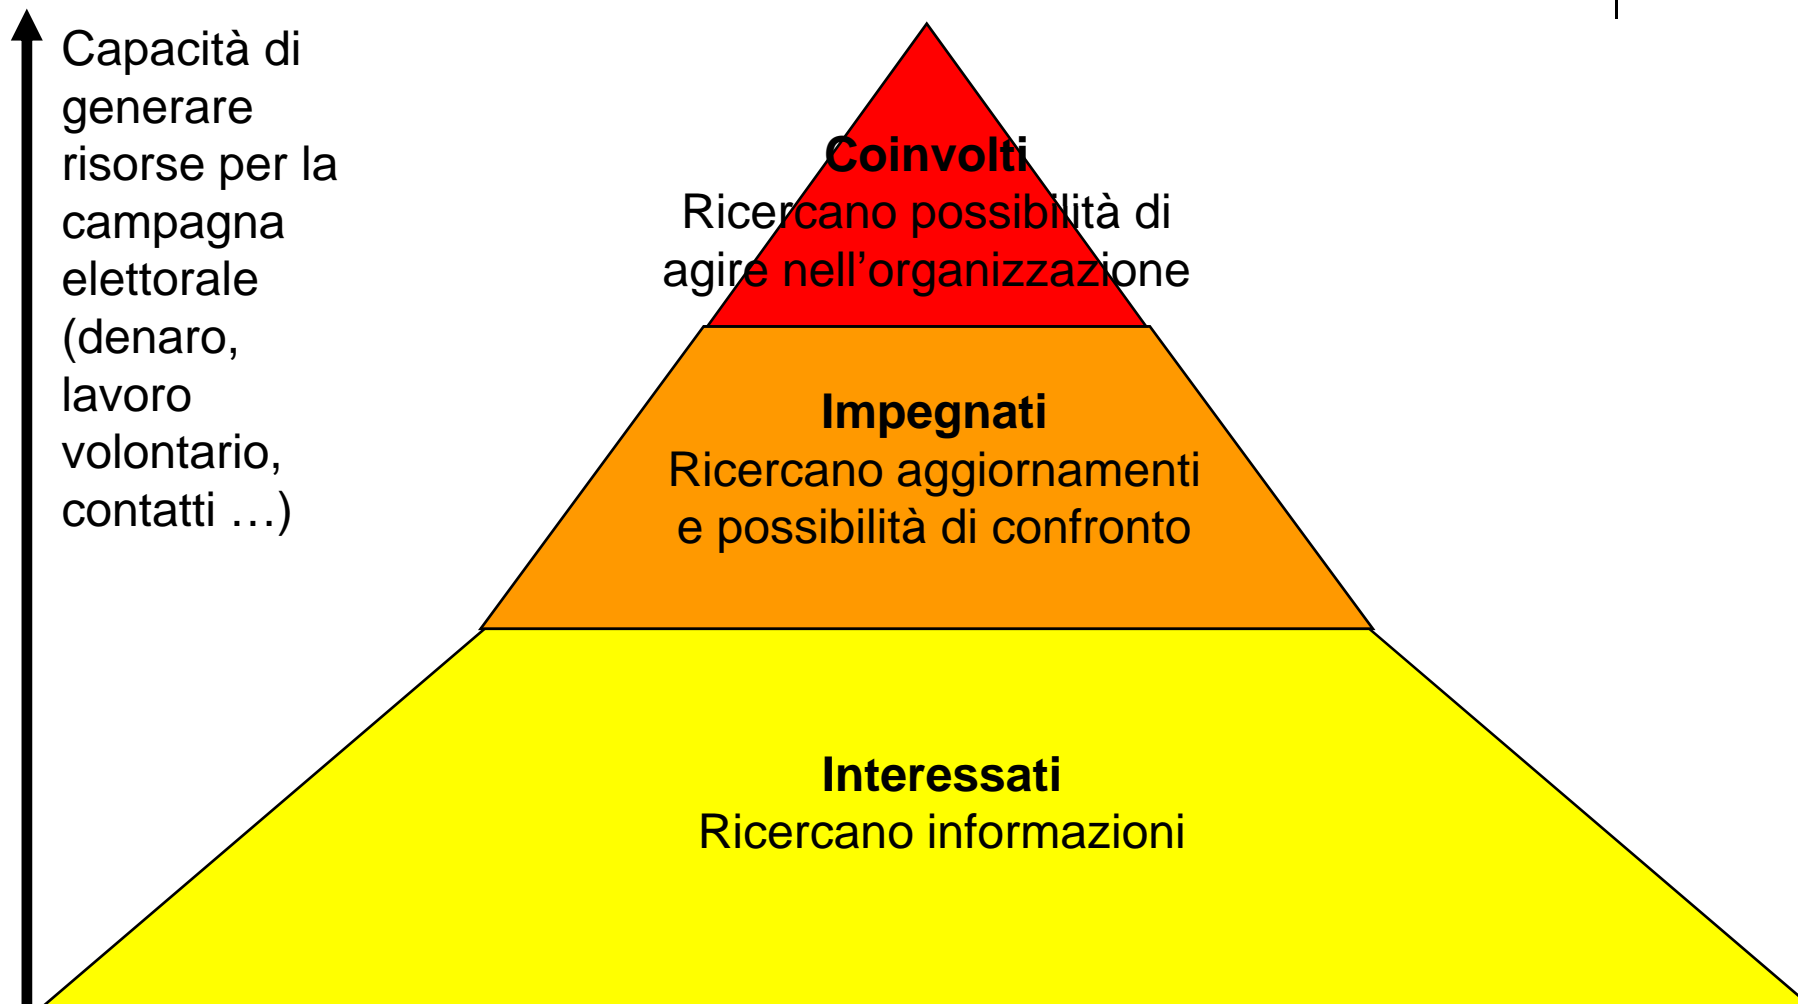 Capacità di
generare
risorse per la
campagna
elettorale
(denaro,
lavoro
volontario,
contatti …)
Coinvolti
Ricercano possibilità di
agire nell’organizzazione
Impegnati
Ricercano aggiornamenti
e possibilità di confronto
Interessati
Ricercano informazioni